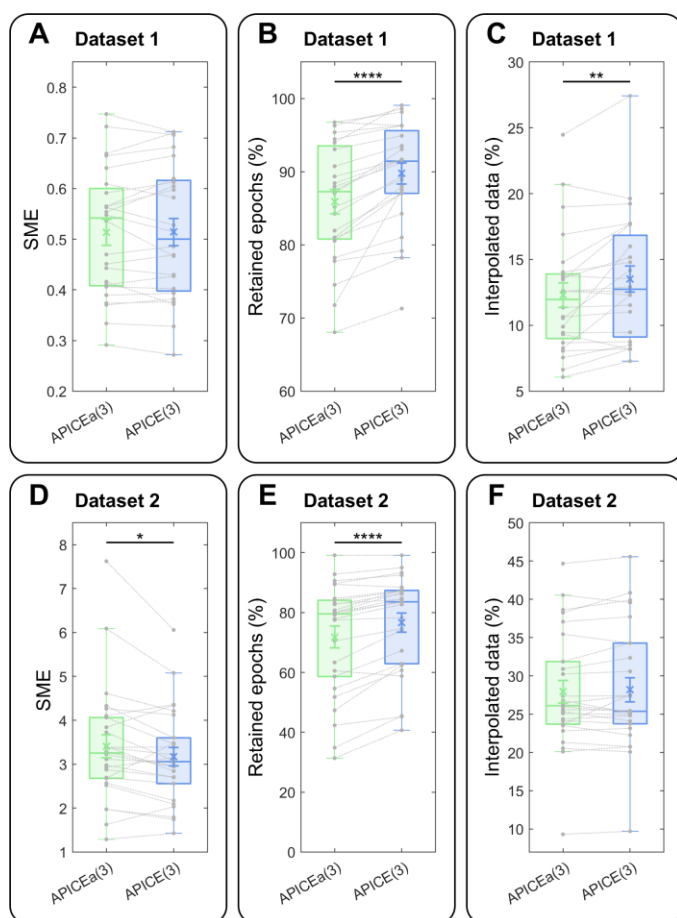 A Dataset 1
SME
0.8
0.7
0.6
0.5
0.4
0.3
0.2
APICEa(3) APICE(3)
B Dataset 1
****
Retained epochs (%)
100
90
80
70
60
APICEa(3) APICE(3)
C Dataset 1
**
Interpolated data (%)
30
25
20
15
10
5
APICEa(3) APICE(3)
D Dataset 2
*
SME
8
7
6
5
4
3
2
1
APICEa(3) APICE(3)
E Dataset 2
****
Retained epochs (%)
100
80
60
40
20
0
APICEa(3) APICE(3)
F Dataset 2
Interpolated data (%)
50
45
40
35
30
25
20
15
10
APICEa(3) APICE(3)